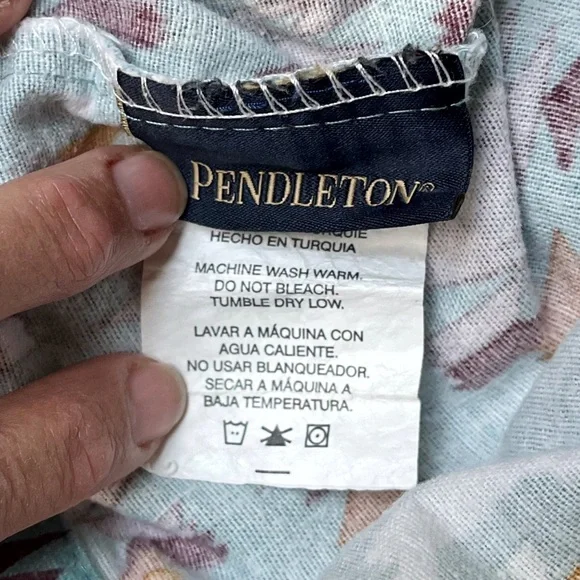 PENDLETON®
HECHO EN TURQUIA
MACHINE WASH WARM.
DO NOT BLEACH.
TUMBLE DRY LOW.
LAVAR A MÁQUINA CON
AGUA CALIENTE.
NO USAR BLANQUEADOR.
SECAR A MÁQUINA A
BAJA TEMPERATURA.